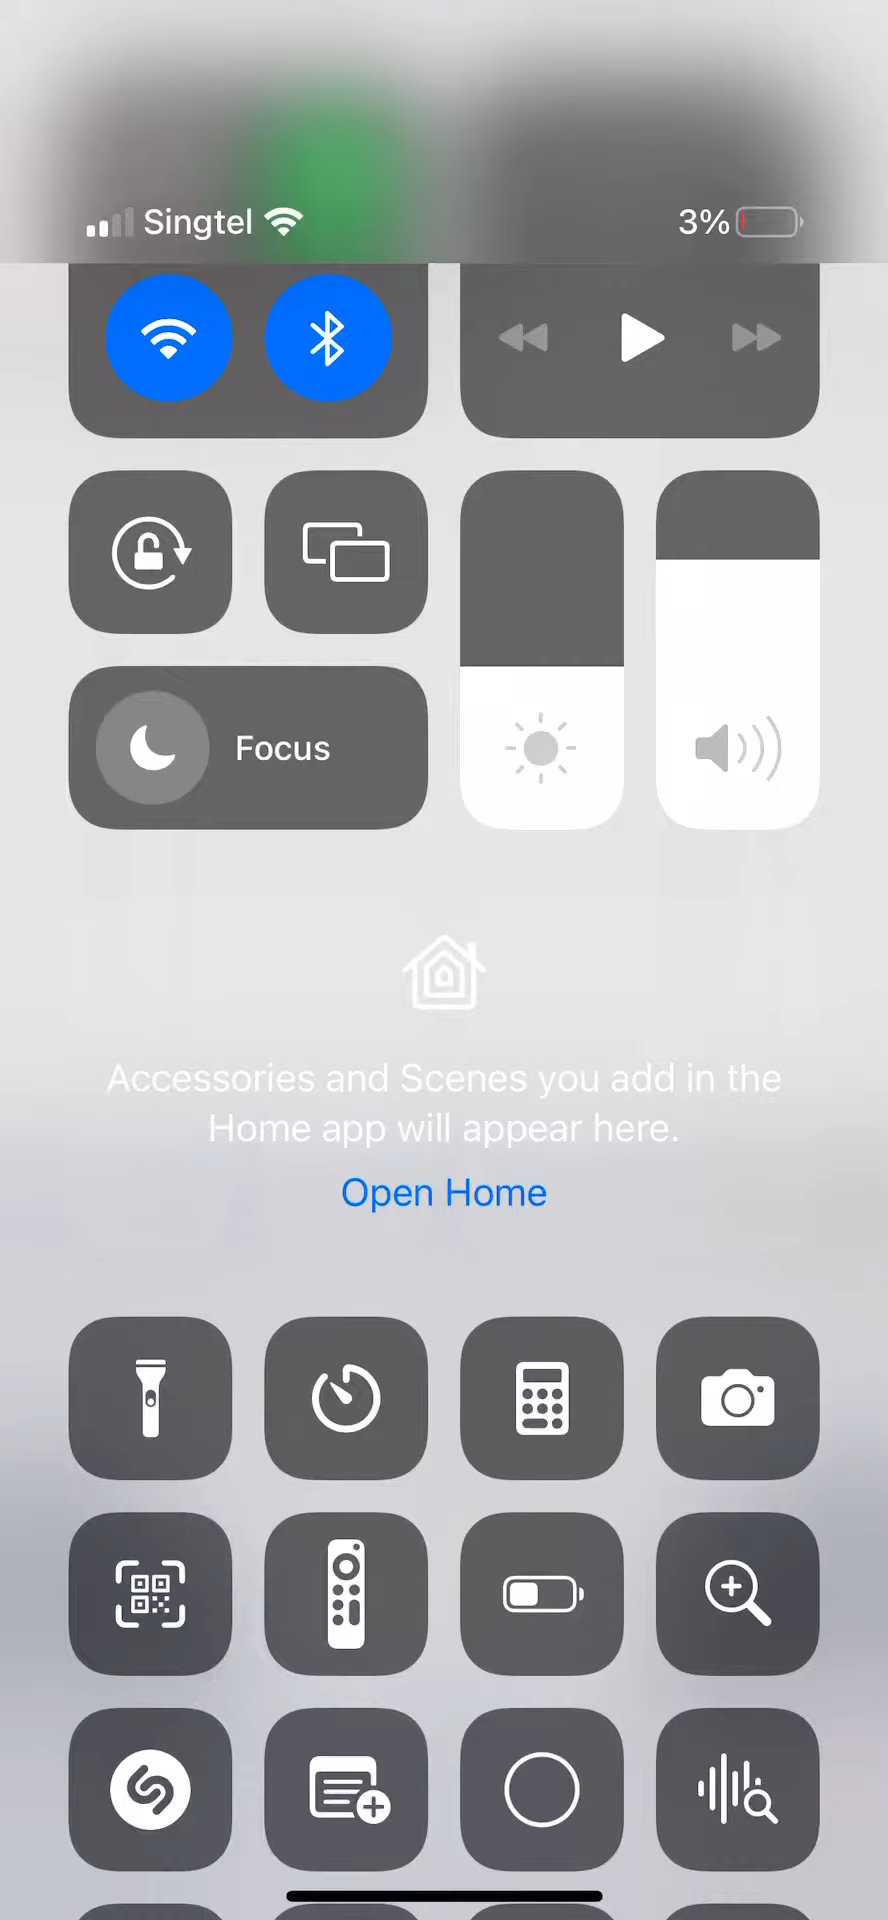 Singtel
3%
Focus
Accessories and Scenes you add in the
Home app will appear here.
Open Home